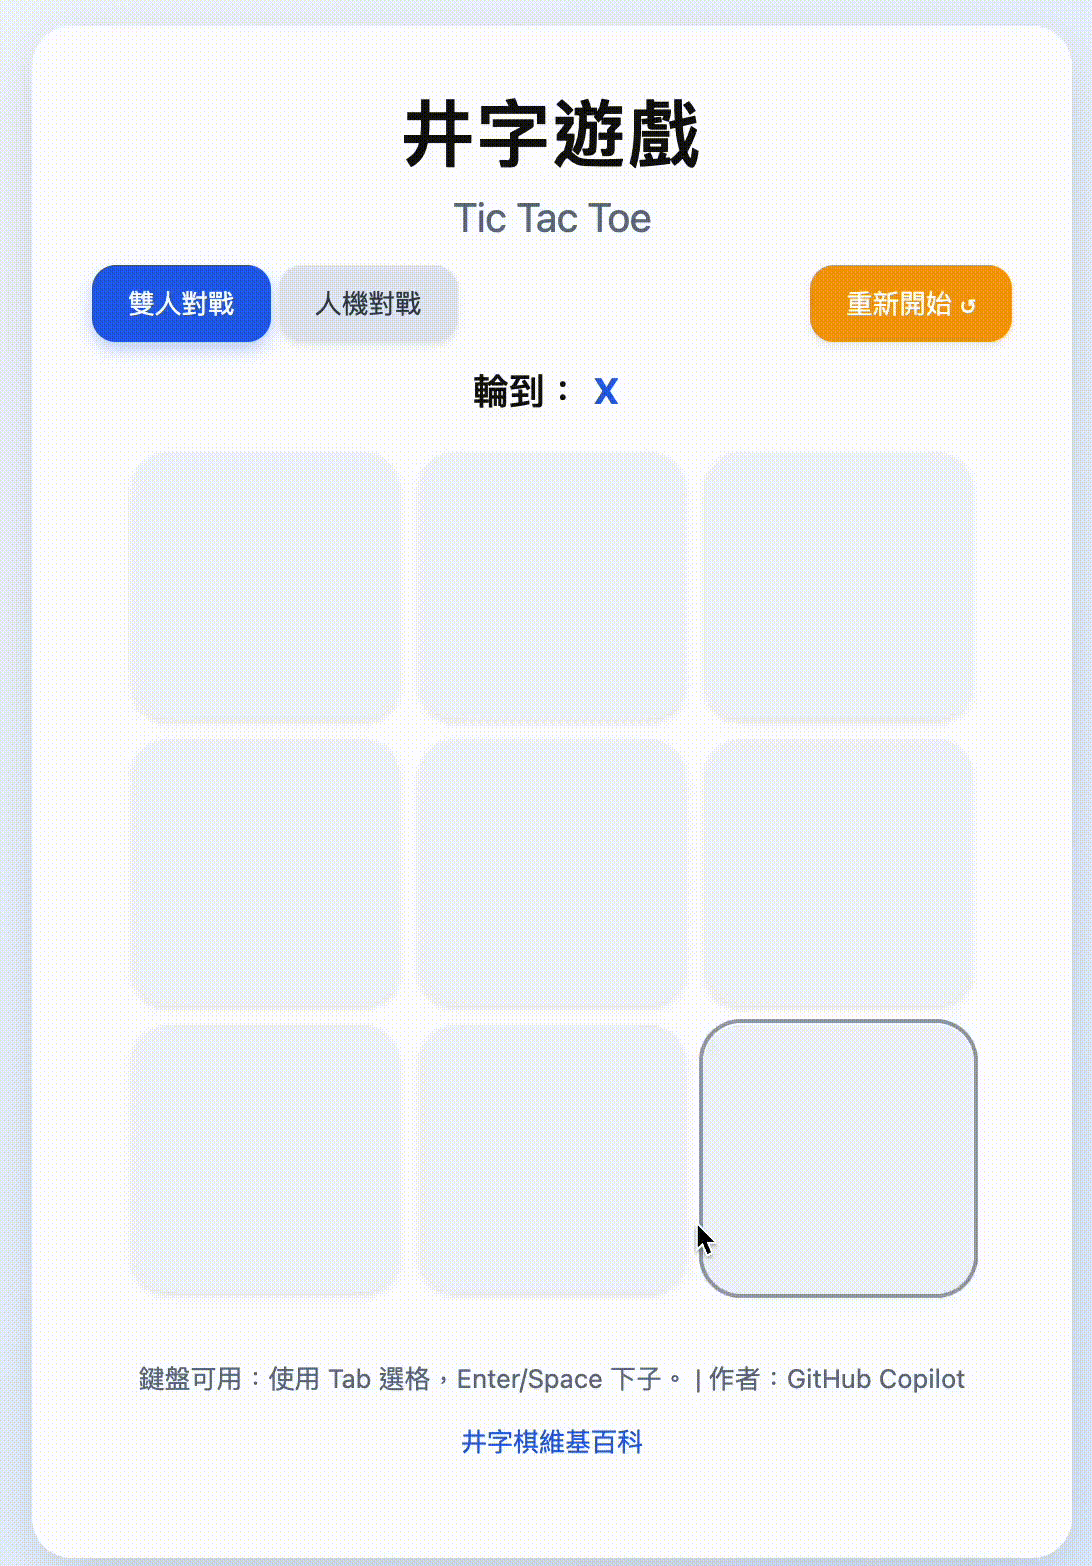 井字遊戲
Tic Tac Toe
雙人對戰 人機對戰 重新開始 ↺
輪到： X
鍵盤可用：使用 Tab 選格，Enter/Space 下子。 | 作者：GitHub Copilot
井字棋維基百科